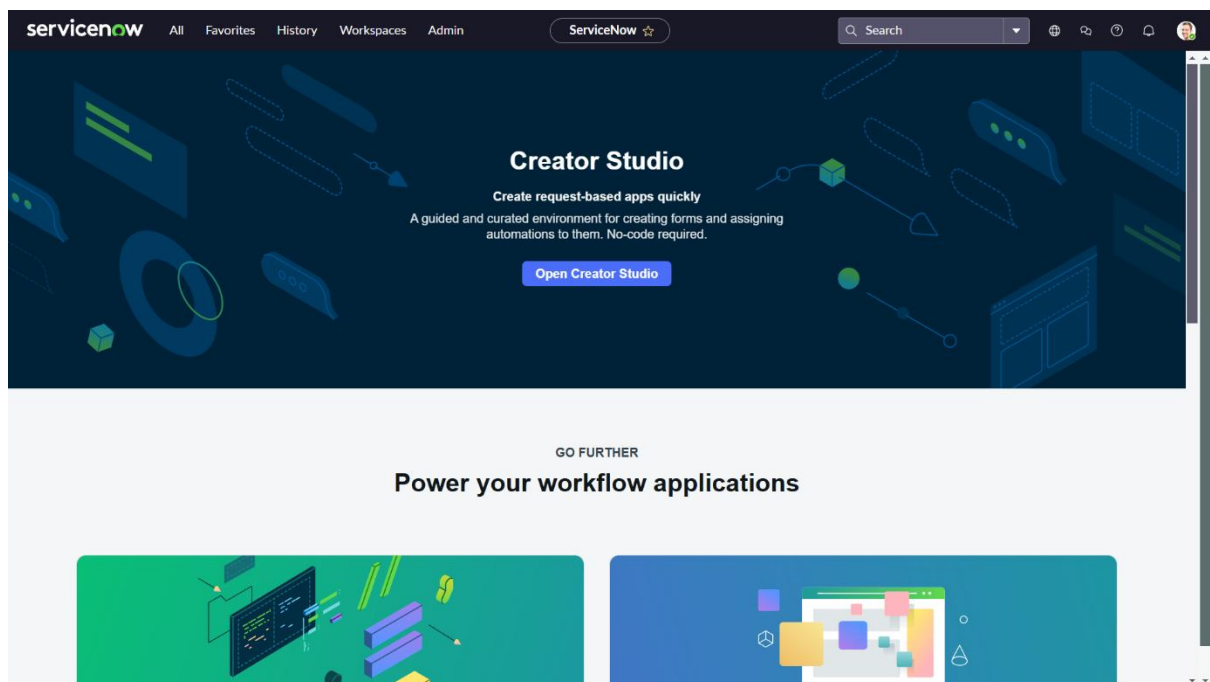 servicenow All Favorites History Workspaces Admin ServiceNow Search
Creator Studio
Create request-based apps quickly
A guided and curated environment for creating forms and assigning
automations to them. No-code required.
Open Creator Studio
GO FURTHER
Power your workflow applications